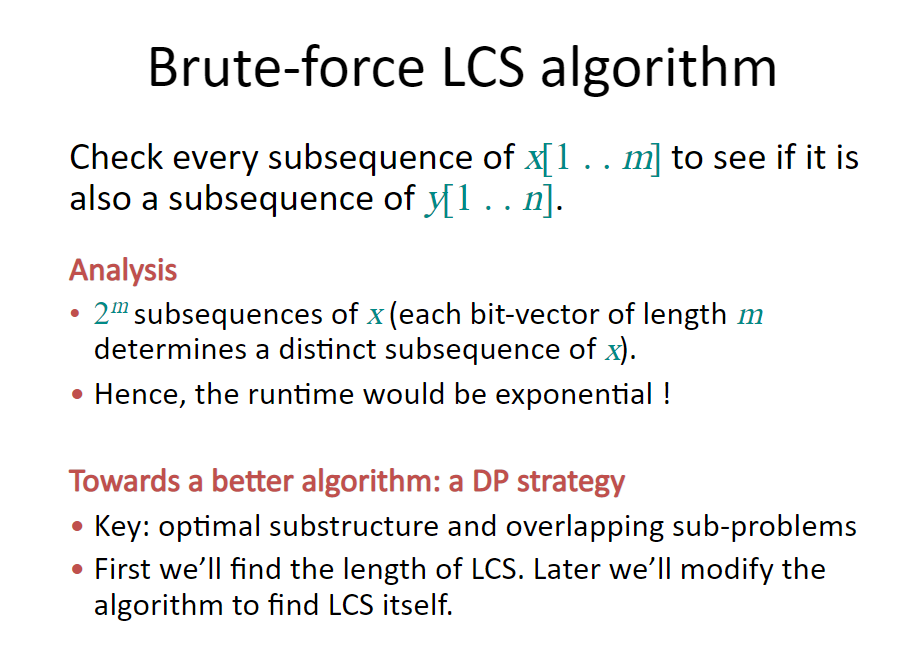 Brute-force LCS algorithm
Check every subsequence of x[1 . . m] to see if it is
also a subsequence of y[1 . . n].
Analysis
• 2^m subsequences of x (each bit-vector of length m
determines a distinct subsequence of x).
• Hence, the runtime would be exponential !
Towards a better algorithm: a DP strategy
• Key: optimal substructure and overlapping sub-problems
• First we’ll find the length of LCS. Later we’ll modify the
algorithm to find LCS itself.